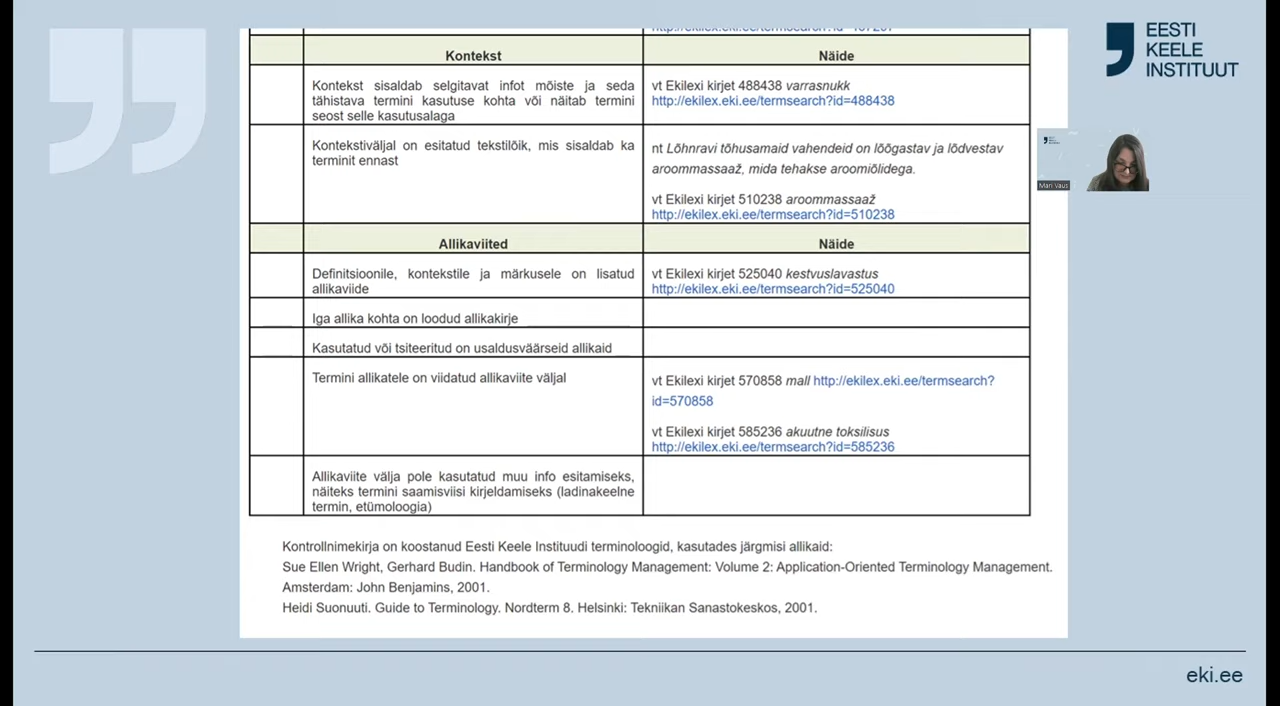 EESTI
KEELE
INSTITUUT
Kontekst Näide
Kontekst sisaldab selgitavat infot mõiste ja seda
tähistava termini kasutuse kohta või näitab termini
seost selle kasutusalaga
vt Ekilexi kirjet 488438 varrasnukk
http://ekilex.eki.ee/termsearch?id=488438
Kontekstiväljal on esitatud tekstilõik, mis sisaldab ka
terminit ennast
nt Lõhnravi tõhusamaid vahendeid on lõõgastav ja lõdvestav
aroommassaaž, mida tehakse aroomiõlidega.
vt Ekilexi kirjet 510238 aroommassaaž
http://ekilex.eki.ee/termsearch?id=510238
Mari Vaus
Allikaviited Näide
Definitsioonile, kontekstile ja märkusele on lisatud
allikaviide
vt Ekilexi kirjet 525040 kestvuslavastus
http://ekilex.eki.ee/termsearch?id=525040
Iga allika kohta on loodud allikakirje
Kasutatud või tsiteeritud on usaldusväärseid allikaid
Termini allikatele on viidatud allikaviite väljal
vt Ekilexi kirjet 570858 mall http://ekilex.eki.ee/termsearch?
id=570858
vt Ekilexi kirjet 585236 akuutne toksilisus
http://ekilex.eki.ee/termsearch?id=585236
Allikaviite välja pole kasutatud muu info esitamiseks,
näiteks termini saamisviisi kirjeldamiseks (ladinakeelne
termin, etümoloogia)
Kontrollnimekirja on koostanud Eesti Keele Instituudi terminoloogid, kasutades järgmisi allikaid:
Sue Ellen Wright, Gerhard Budin. Handbook of Terminology Management: Volume 2: Application-Oriented Terminology Management.
Amsterdam: John Benjamins, 2001.
Heidi Suonuuti. Guide to Terminology. Nordterm 8. Helsinki: Tekniikan Sanastokeskos, 2001.
eki.ee